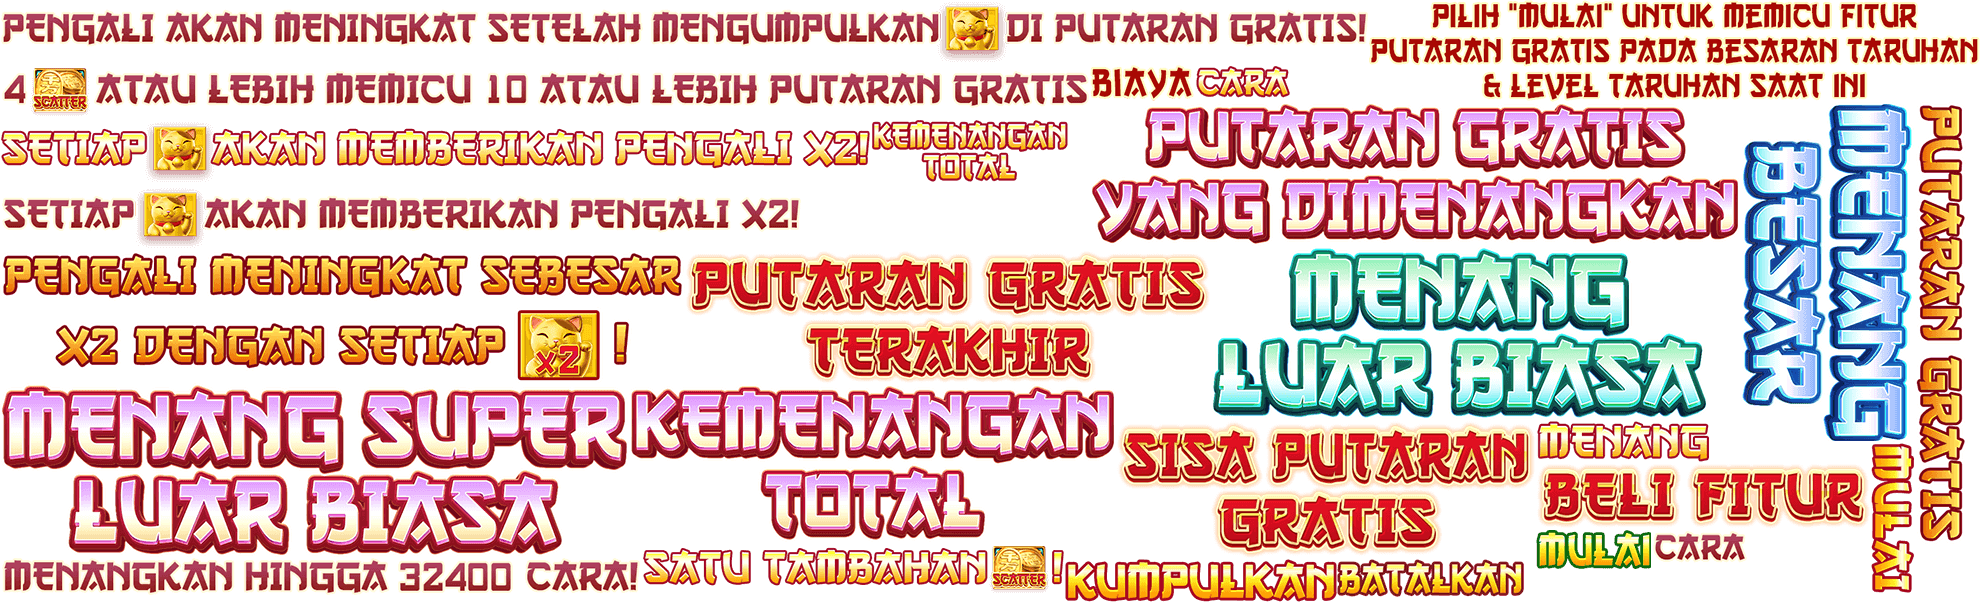 PENGALI AKAN MENINGKAT SETELAH MENGUMPULKAN DI PUTARAN GRATIS!
4 SCATTER ATAU LEBIH MEMICU 10 ATAU LEBIH PUTARAN GRATIS
SETIAP AKAN MEMBERIKAN PENGALI X2!
SETIAP AKAN MEMBERIKAN PENGALI X2!
PENGALI MENINGKAT SEBESAR
X2 DENGAN SETIAP X2 !
MENANG SUPER
LUAR BIASA
MENANGKAN HINGGA 32400 CARA!
PILIH "MULAI" UNTUK MEMICU FITUR
PUTARAN GRATIS PADA BESARAN TARUHAN
& LEVEL TARUHAN SAAT INI
BIAYA
CARA
KEMENANGAN
TOTAL
PUTARAN GRATIS
YANG DIMENANGKAN
PUTARAN GRATIS
TERAKHIR
MENANG
LUAR BIASA
KEMENANGAN
TOTAL
SATU TAMBAHAN SCATTER !
SISA PUTARAN
GRATIS
KUMPULKAN
BATALKAN
MENANG
BELI FITUR
MULAI
CARA
MENANG
BESAR
PUTARAN GRATIS
MULAI